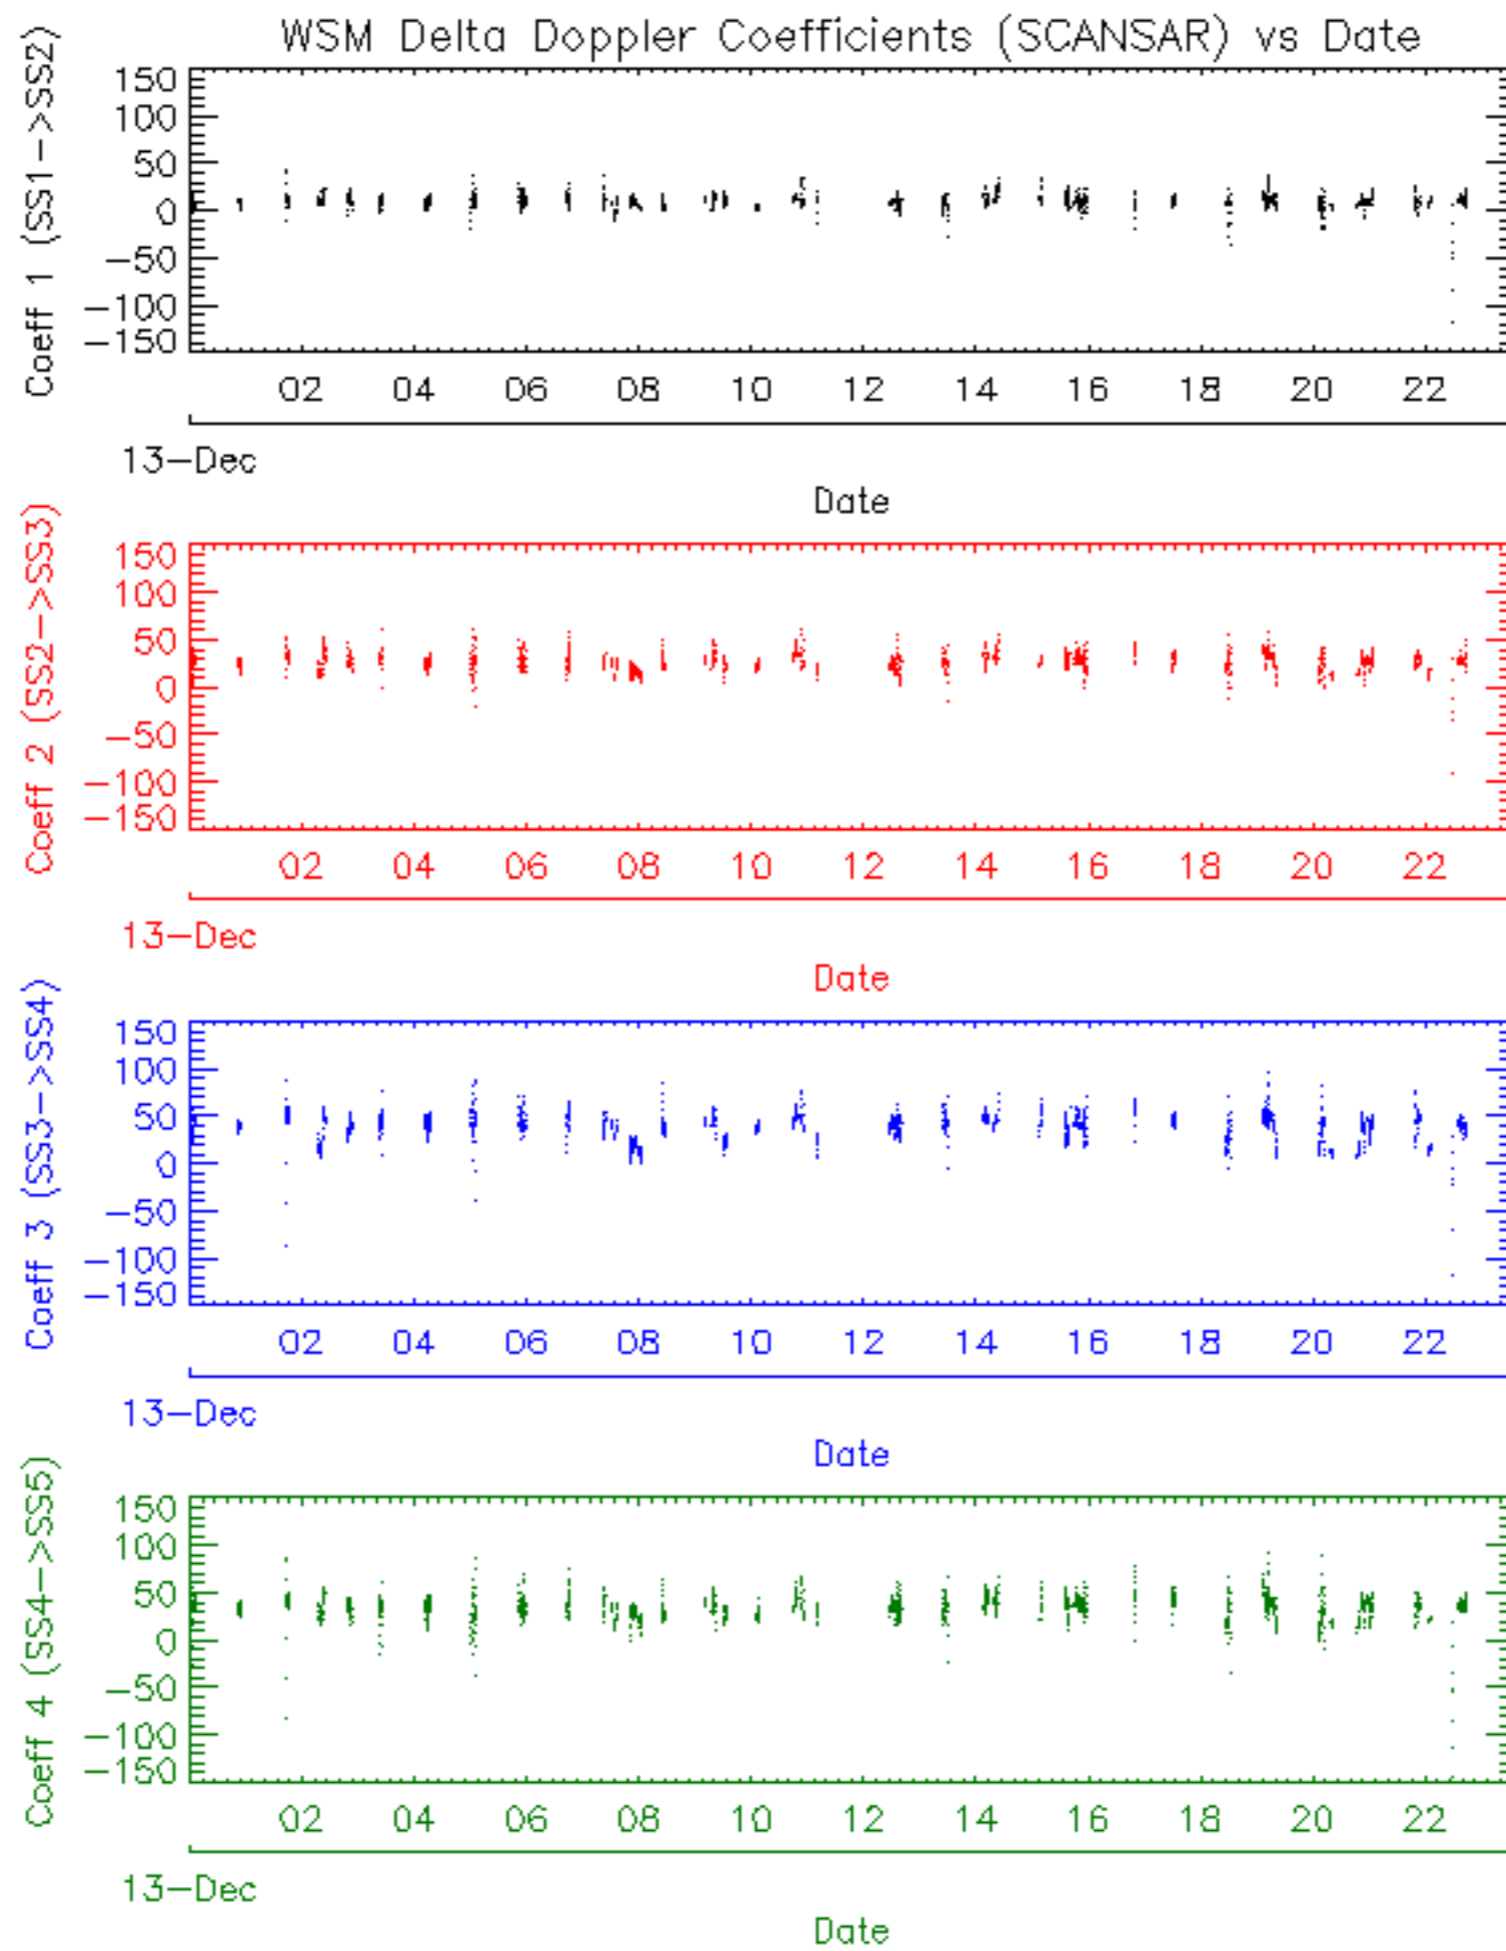 WSM Delta Doppler Coefficients (SCANSAR) vs Date
Coeff 1 (SS1->SS2)
150
100
50
0
-50
-100
-150
02 04 06 08 10 12 14 16 18 20 22
13-Dec
Date
Coeff 2 (SS2->SS3)
150
100
50
0
-50
-100
-150
02 04 06 08 10 12 14 16 18 20 22
13-Dec
Date
Coeff 3 (SS3->SS4)
150
100
50
0
-50
-100
-150
02 04 06 08 10 12 14 16 18 20 22
13-Dec
Date
Coeff 4 (SS4->SS5)
150
100
50
0
-50
-100
-150
02 04 06 08 10 12 14 16 18 20 22
13-Dec
Date